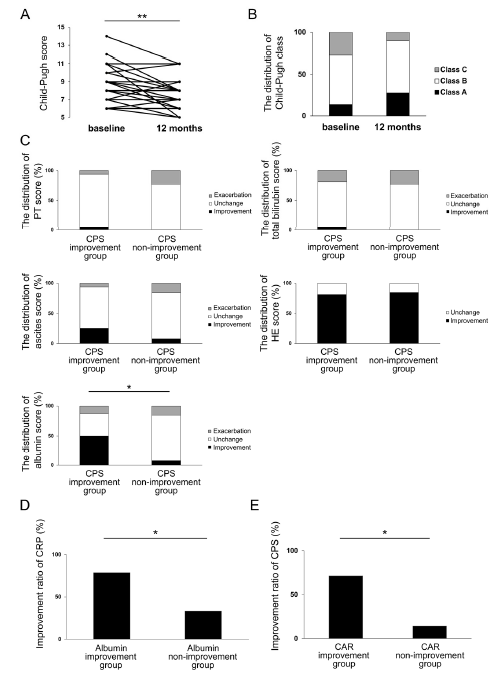 A
**
Child-Pugh score
15
13
11
9
7
5
baseline 12 months
B
The distribution of
Child-Pugh class
100
50
0
Class C
Class B
Class A
baseline 12 months
C
The distribution of
PT score (%)
100
50
0
Exacerbation
Unchange
Improvement
CPS
improvement
group
CPS
non-improvement
group
The distribution of
total bilirubin score (%)
100
50
0
Exacerbation
Unchange
Improvement
CPS
improvement
group
CPS
non-improvement
group
The distribution of
ascites score (%)
100
50
0
Exacerbation
Unchange
Improvement
CPS
improvement
group
CPS
non-improvement
group
The distribution of
HE score (%)
100
50
0
Unchange
Improvement
CPS
improvement
group
CPS
non-improvement
group
*
The distribution of
albumin score (%)
100
50
0
Exacerbation
Unchange
Improvement
CPS
improvement
group
CPS
non-improvement
group
D
*
Improvement ratio of CRP (%)
100
50
0
Albumin
improvement
group
Albumin
non-improvement
group
E
*
Improvement ratio of CPS (%)
100
50
0
CAR
improvement
group
CAR
non-improvement
group